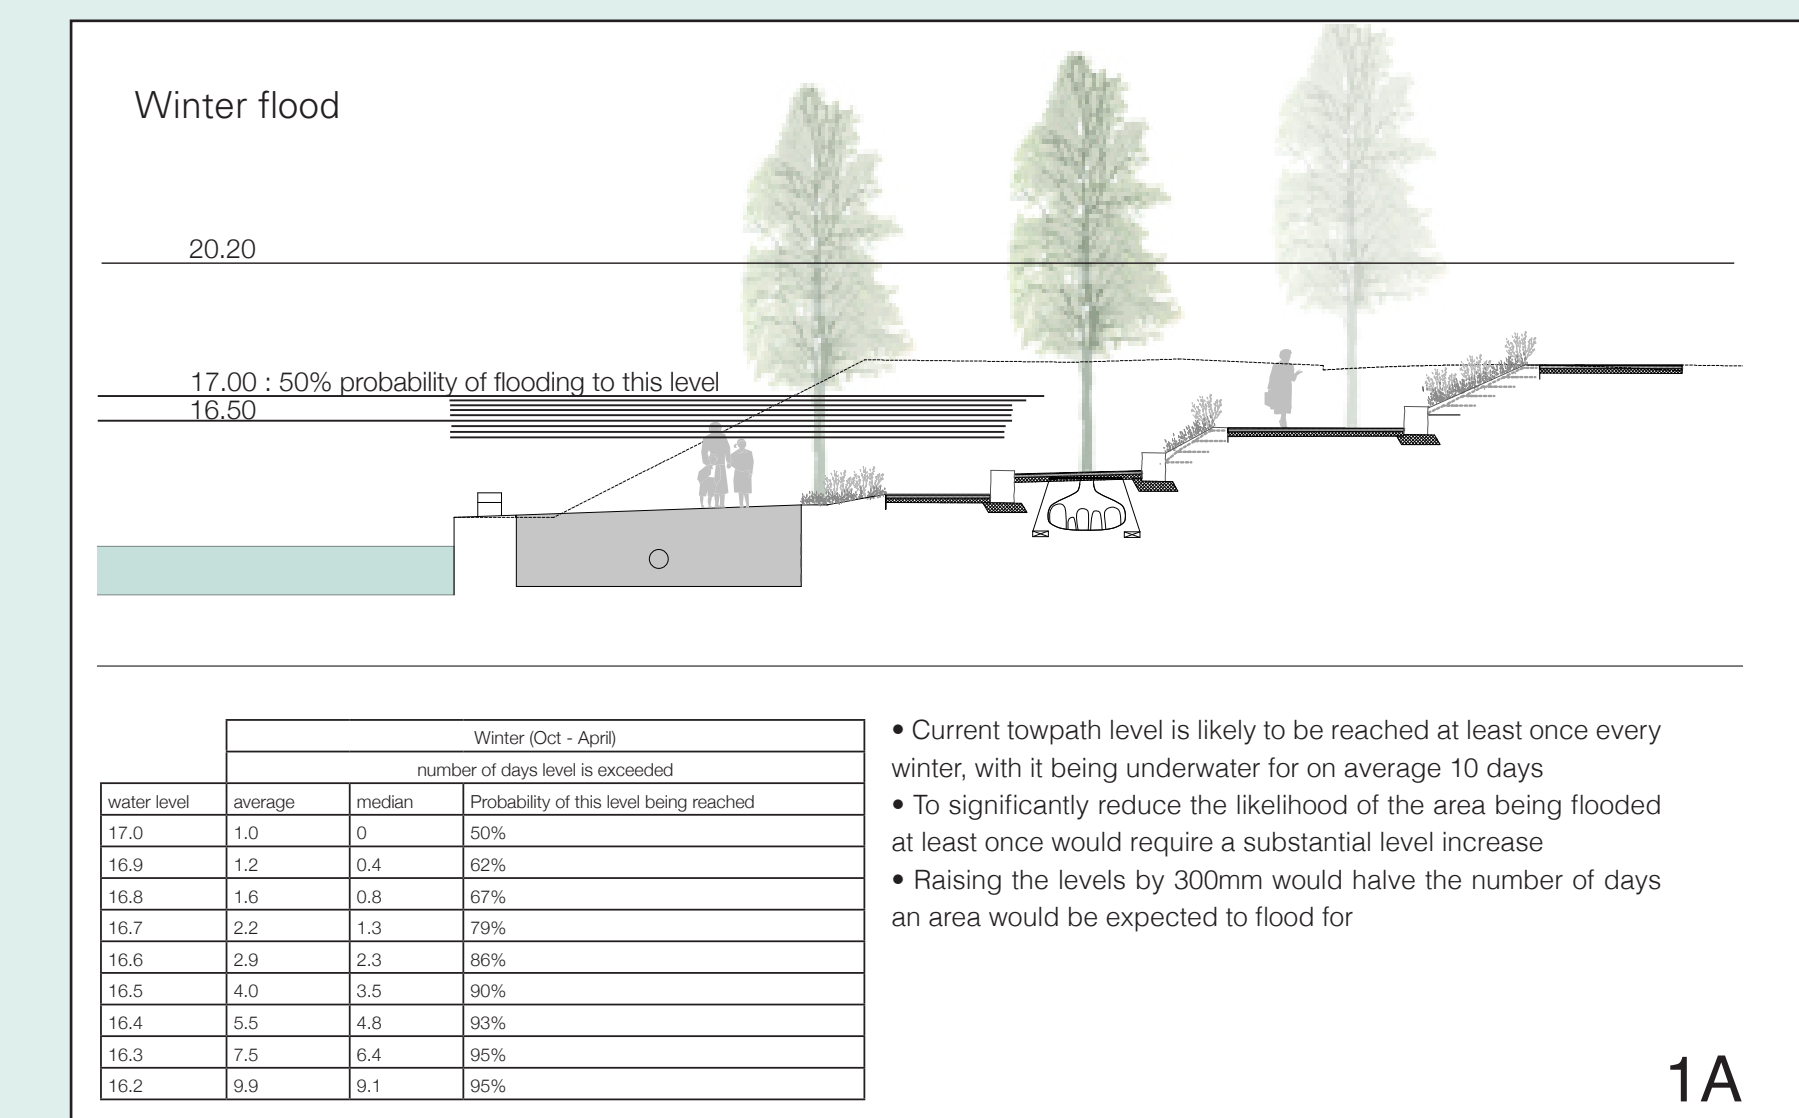 Winter flood
20.20
17.00 : 50% probability of flooding to this level
16.50
Winter (Oct - April)
number of days level is exceeded
water level average median Probability of this level being reached
17.0 1.0 0 50%
16.9 1.2 0.4 62%
16.8 1.6 0.8 67%
16.7 2.2 1.3 79%
16.6 2.9 2.3 86%
16.5 4.0 3.5 90%
16.4 5.5 4.8 93%
16.3 7.5 6.4 95%
16.2 9.9 9.1 95%
• Current towpath level is likely to be reached at least once every
winter, with it being underwater for on average 10 days
• To significantly reduce the likelihood of the area being flooded
at least once would require a substantial level increase
• Raising the levels by 300mm would halve the number of days
an area would be expected to flood for
1A